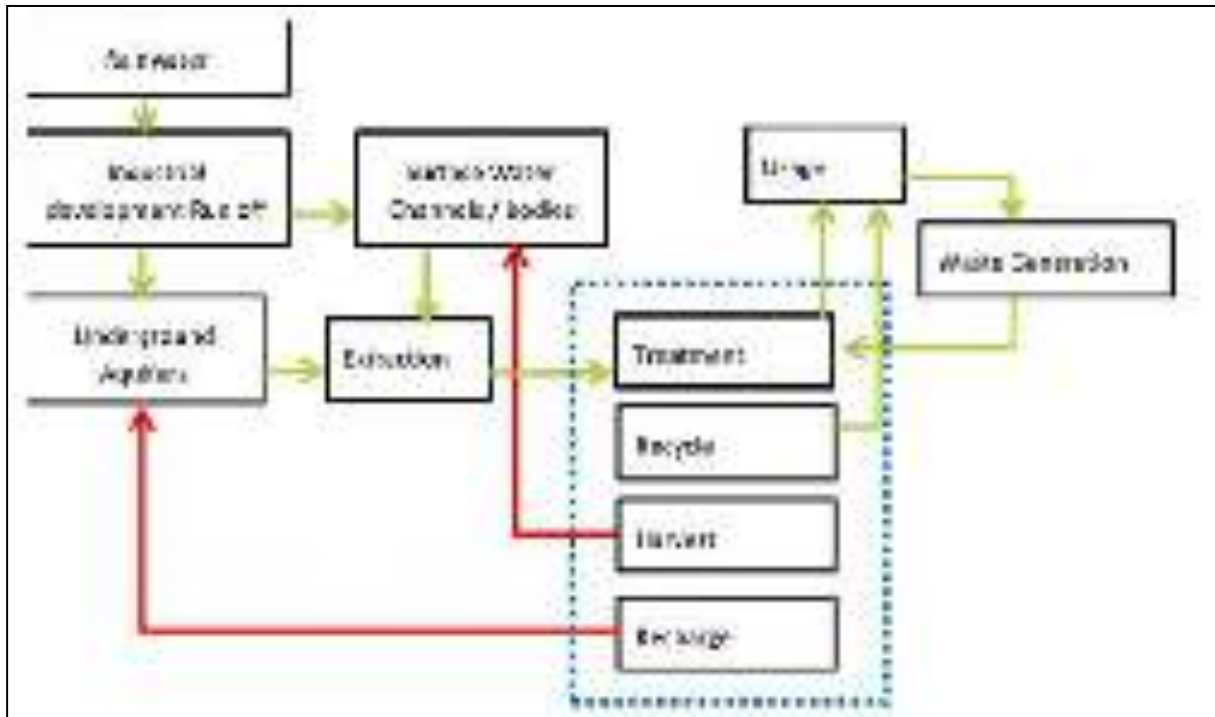 Rainwater
Industrial
development Run off
Surface Water
Channels / bodies
Usage
Waste Generation
Underground
Aquifers
Extraction
Treatment
Recycle
Harvest
Recharge